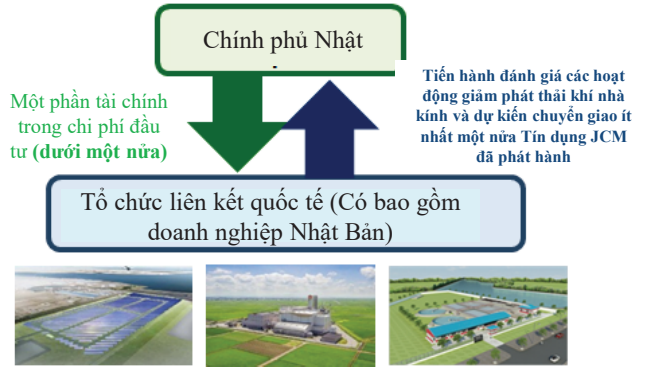 Chính phủ Nhật
Một phần tài chính
trong chi phí đầu
tư (dưới một nửa)
Tiến hành đánh giá các hoạt
động giảm phát thải khí nhà
kính và dự kiến chuyển giao ít
nhất một nửa Tín dụng JCM
đã phát hành
Tổ chức liên kết quốc tế (Có bao gồm
doanh nghiệp Nhật Bản)